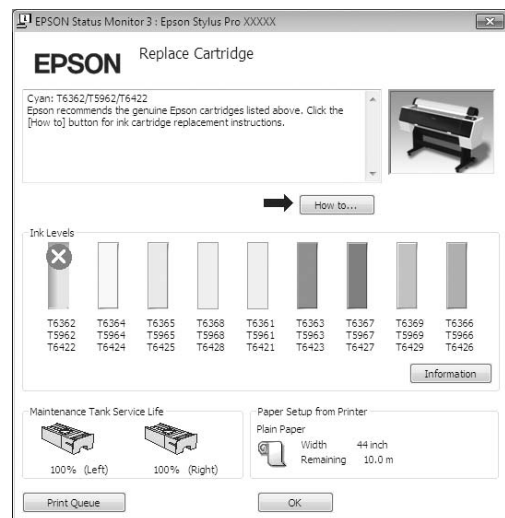 EPSON Status Monitor 3 : Epson Stylus Pro XXXXX
EPSON
Replace Cartridge
Cyan: T6362/T5962/T6422
Epson recommends the genuine Epson cartridges listed above. Click the
[How to] button for ink cartridge replacement instructions.
How to...
Ink Levels
T6362 T6364 T6365 T6368 T6361 T6363 T6367 T6369 T6366
T5962 T5964 T5965 T5968 T5961 T5963 T5967 T5969 T5966
T6422 T6424 T6425 T6428 T6421 T6423 T6427 T6429 T6426
Information
Maintenance Tank Service Life
100% (Left) 100% (Right)
Paper Setup from Printer
Plain Paper
Width 44 inch
Remaining 10.0 m
Print Queue
OK